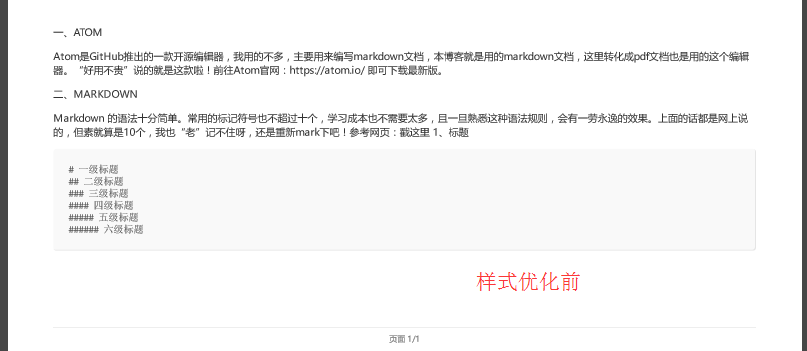 一、ATOM
Atom是GitHub推出的一款开源编辑器，我用的不多，主要用来编写markdown文档，本博客就是用的markdown文档，这里转化成pdf文档也是用的这个编辑
器。“好用不贵”说的就是这款啦！前往Atom官网：https://atom.io/ 即可下载最新版。
二、MARKDOWN
Markdown 的语法十分简单。常用的标记符号也不超过十个，学习成本也不需要太多，且一旦熟悉这种语法规则，会有一劳永逸的效果。上面的话都是网上说
的，但素就算是10个，我也“老”记不住呀，还是重新mark下吧！参考网页：戳这里 1、标题
# 一级标题
## 二级标题
### 三级标题
#### 四级标题
##### 五级标题
###### 六级标题
样式优化前
页面 1/1